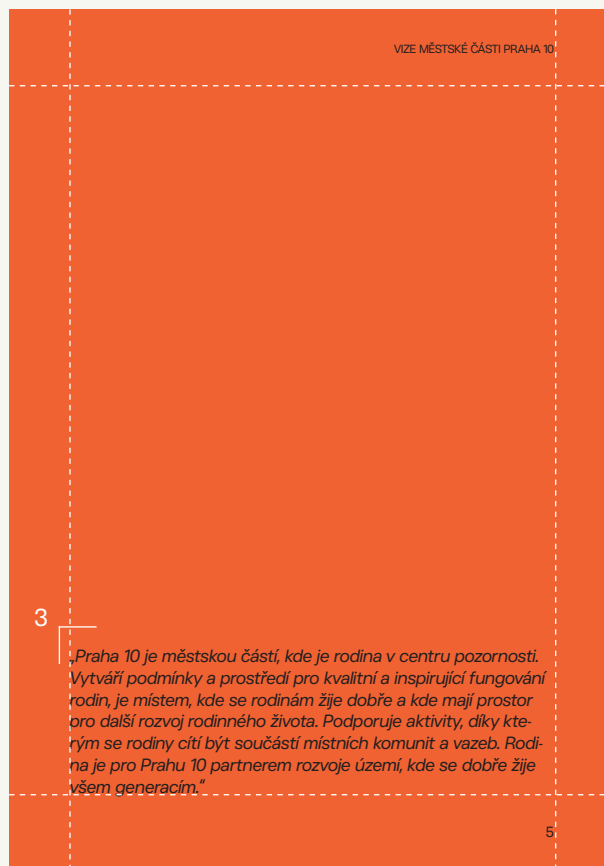 VIZE MĚSTSKÉ ČÁSTI PRAHA 10
3
„Praha 10 je městskou částí, kde je rodina v centru pozornosti.
Vytváří podmínky a prostředí pro kvalitní a inspirující fungování
rodin, je místem, kde se rodinám žije dobře a kde mají prostor
pro další rozvoj rodinného života. Podporuje aktivity, díky kte-
rým se rodiny cítí být součástí místních komunit a vazeb. Rodi-
na je pro Prahu 10 partnerem rozvoje území, kde se dobře žije
všem generacím.“
5